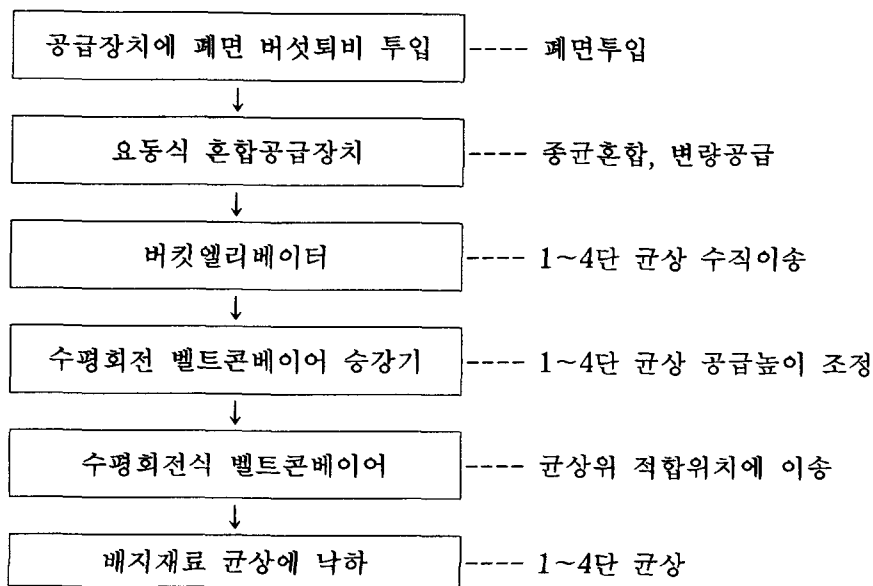 공급장치에 폐면 버섯퇴비 투입 ---- 폐면투입
↓
요동식 혼합공급장치 ---- 종균혼합, 변량공급
↓
버킷엘리베이터 ---- 1~4단 균상 수직이송
↓
수평회전 벨트콘베이어 승강기 ---- 1~4단 균상 공급높이 조정
↓
수평회전식 벨트콘베이어 ---- 균상위 적합위치에 이송
↓
배지재료 균상에 낙하 ---- 1~4단 균상